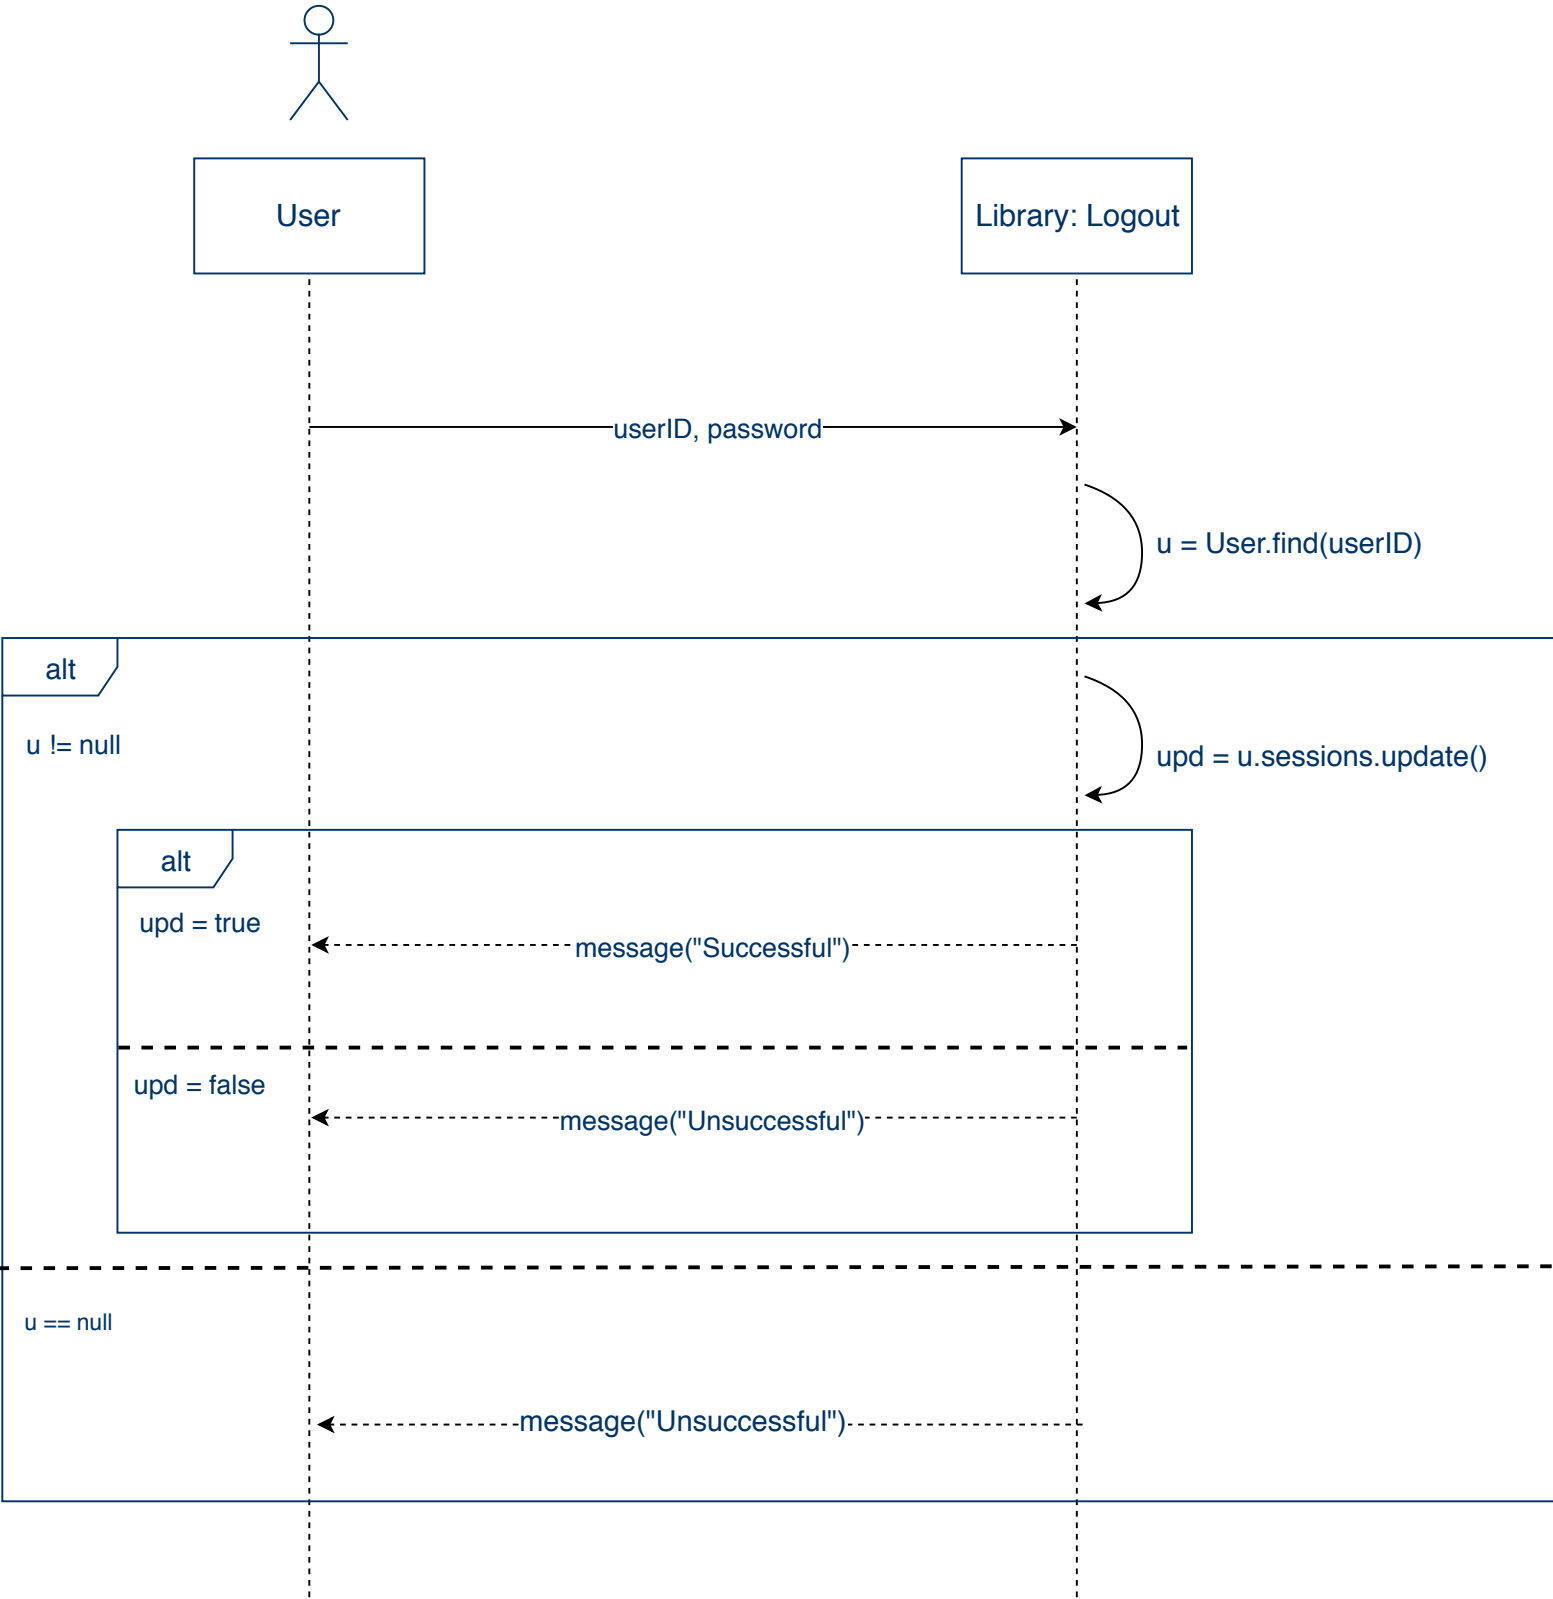 User
Library: Logout
userID, password
u = User.find(userID)
alt
u != null
upd = u.sessions.update()
alt
upd = true
message("Successful")
upd = false
message("Unsuccessful")
u == null
message("Unsuccessful")